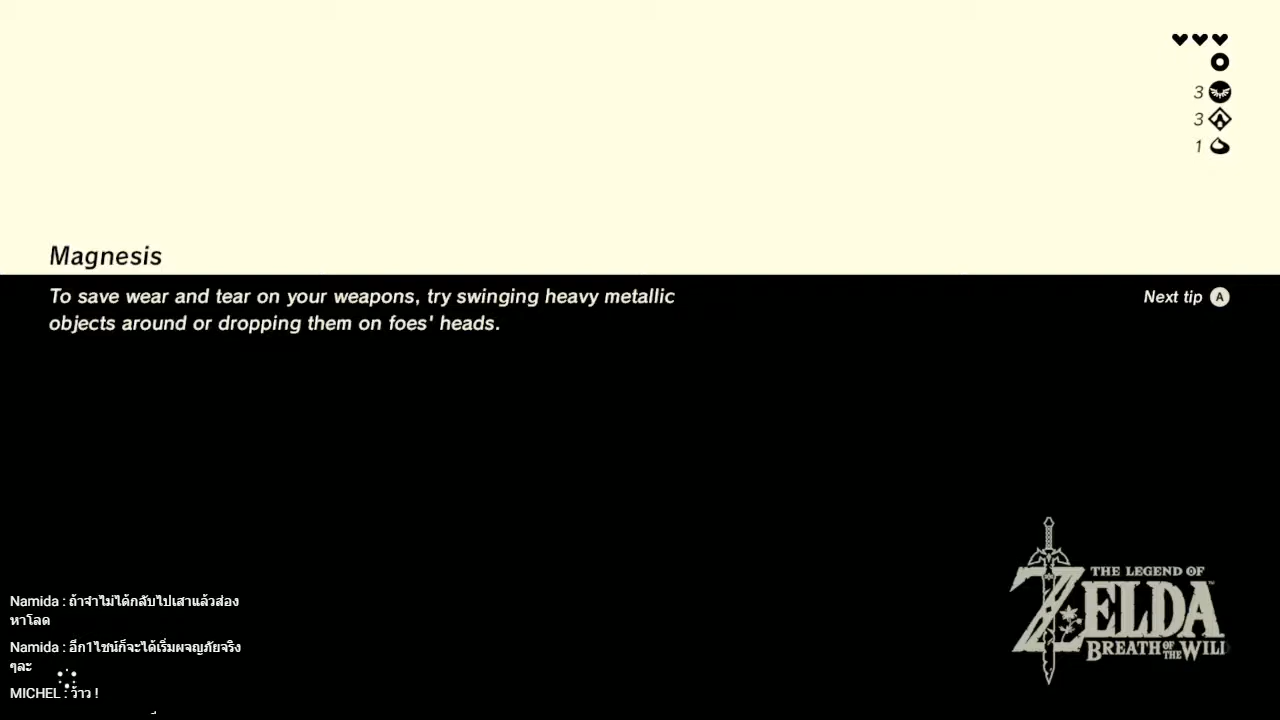 3
3
1
Magnesis
To save wear and tear on your weapons, try swinging heavy metallic
objects around or dropping them on foes' heads.
Next tip A
THE LEGEND OF
ZELDA
BREATH OF THE WILD
Namida : ถ้าจำไม่ได้กลับไปเสาแล้วส่อง
หาโลด
Namida : อีก1ไชน์ก็จะได้เริ่มผจญภัยจริง
ๆละ
MICHEL : ว้าว !